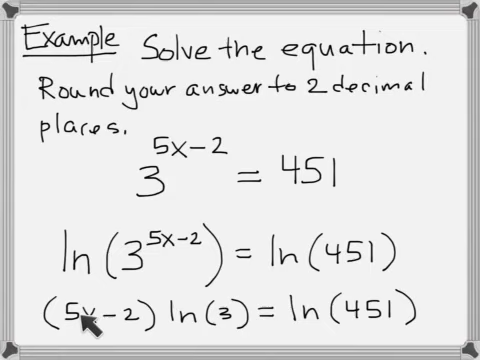 Example Solve the equation.
Round your answer to 2 decimal
places.
3^(5x-2) = 451
ln(3^(5x-2)) = ln(451)
(5x-2) ln(3) = ln(451)